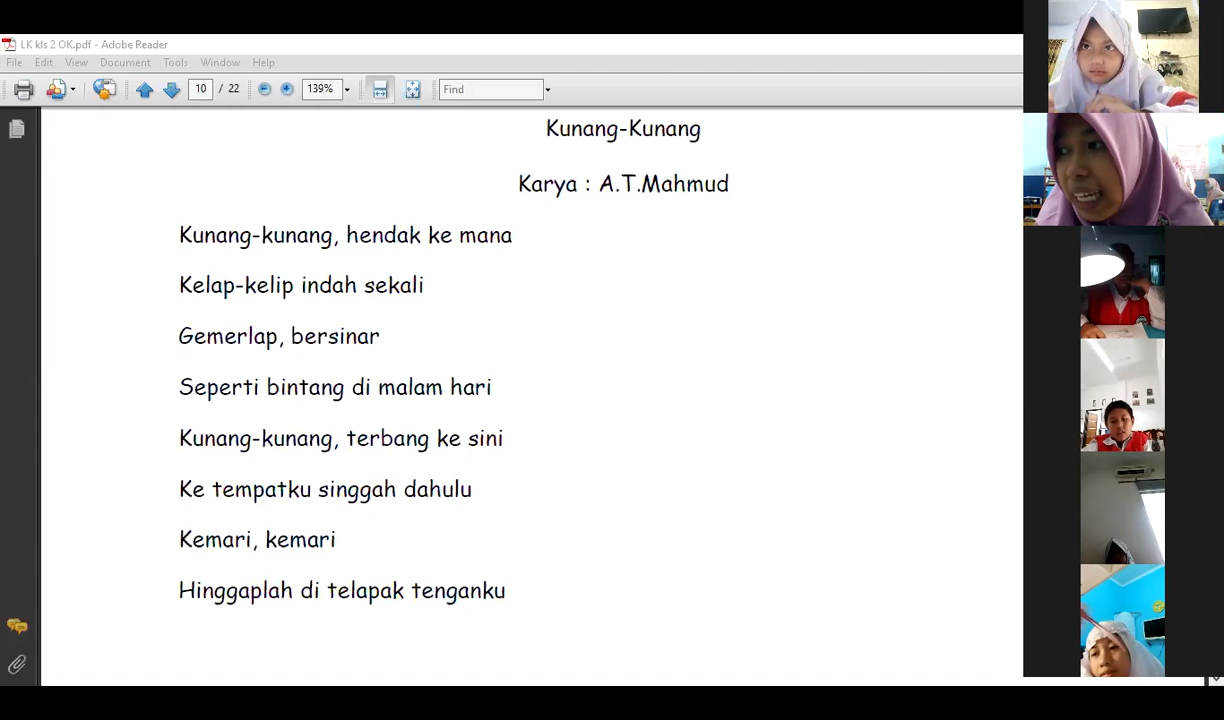 LK kls 2 OK.pdf - Adobe Reader
File Edit View Document Tools Window Help
10 / 22 139% Find
Kunang-Kunang
Karya : A.T.Mahmud
Kunang-kunang, hendak ke mana
Kelap-kelip indah sekali
Gemerlap, bersinar
Seperti bintang di malam hari
Kunang-kunang, terbang ke sini
Ke tempatku singgah dahulu
Kemari, kemari
Hinggaplah di telapak tenganku